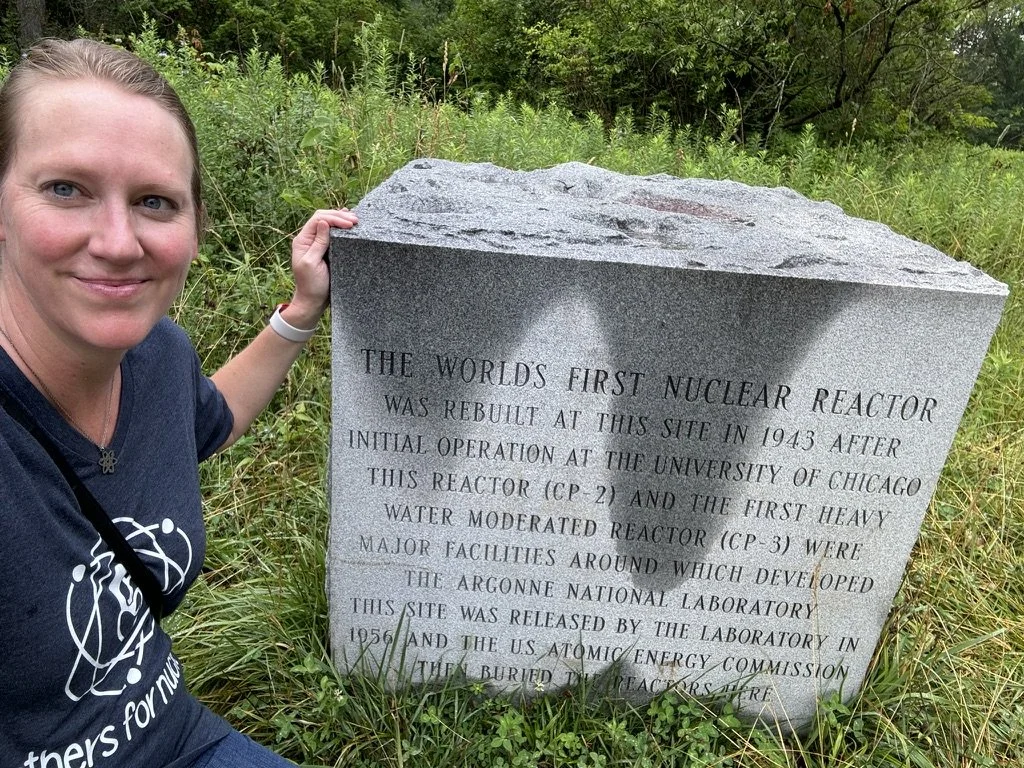 THE WORLD'S FIRST NUCLEAR REACTOR
WAS REBUILT AT THIS SITE IN 1943 AFTER
INITIAL OPERATION AT THE UNIVERSITY OF CHICAGO
THIS REACTOR (CP-2) AND THE FIRST HEAVY
WATER MODERATED REACTOR (CP-3) WERE
MAJOR FACILITIES AROUND WHICH DEVELOPED
THE ARGONNE NATIONAL LABORATORY
THIS SITE WAS RELEASED BY THE LABORATORY IN
1956 AND THE U.S. ATOMIC ENERGY COMMISSION
THEN BURIED THE REACTORS HERE
thers for nuc